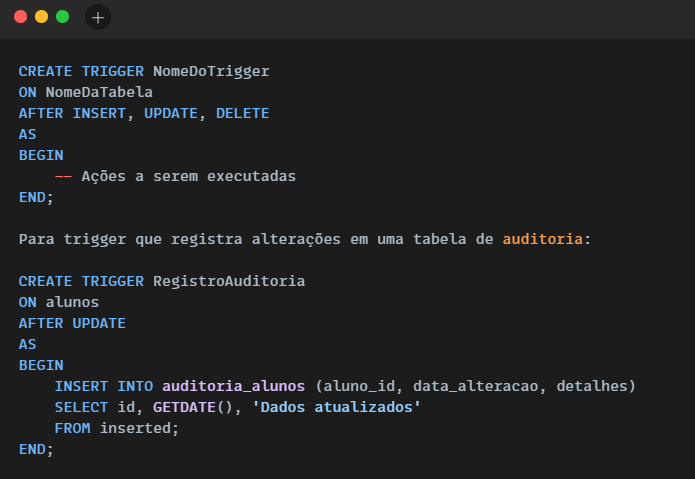 CREATE TRIGGER NomeDoTrigger
ON NomeDaTabela
AFTER INSERT, UPDATE, DELETE
AS
BEGIN
    -- Ações a serem executadas
END;
Para trigger que registra alterações em uma tabela de auditoria:
CREATE TRIGGER RegistroAuditoria
ON alunos
AFTER UPDATE
AS
BEGIN
    INSERT INTO auditoria_alunos (aluno_id, data_alteracao, detalhes)
    SELECT id, GETDATE(), 'Dados atualizados'
    FROM inserted;
END;